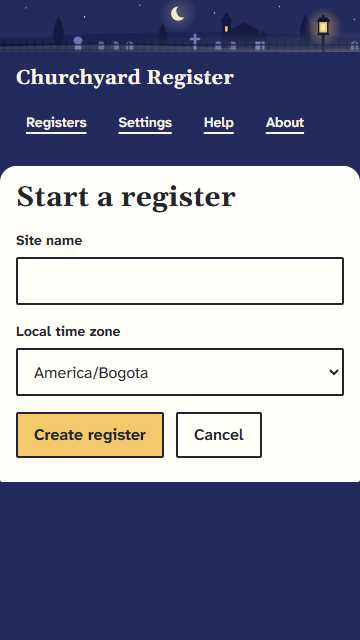 Churchyard Register
Registers Settings Help About
Start a register
Site name
Local time zone
America/Bogota
Create register Cancel